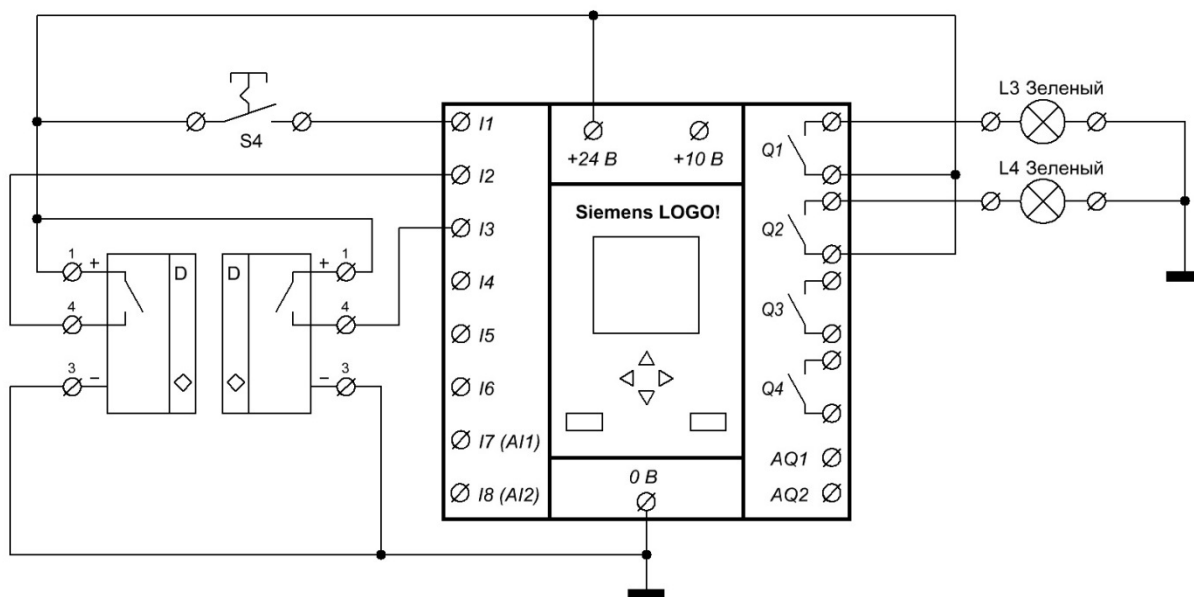 L3 Зеленый
I1
+24 В
+10 В
Q1
S4
L4 Зеленый
I2
Siemens LOGO!
Q2
I3
1
+
D
D
+
1
I4
Q3
4
4
I5
3
−
−
3
I6
Q4
I7 (AI1)
AQ1
0 В
I8 (AI2)
AQ2